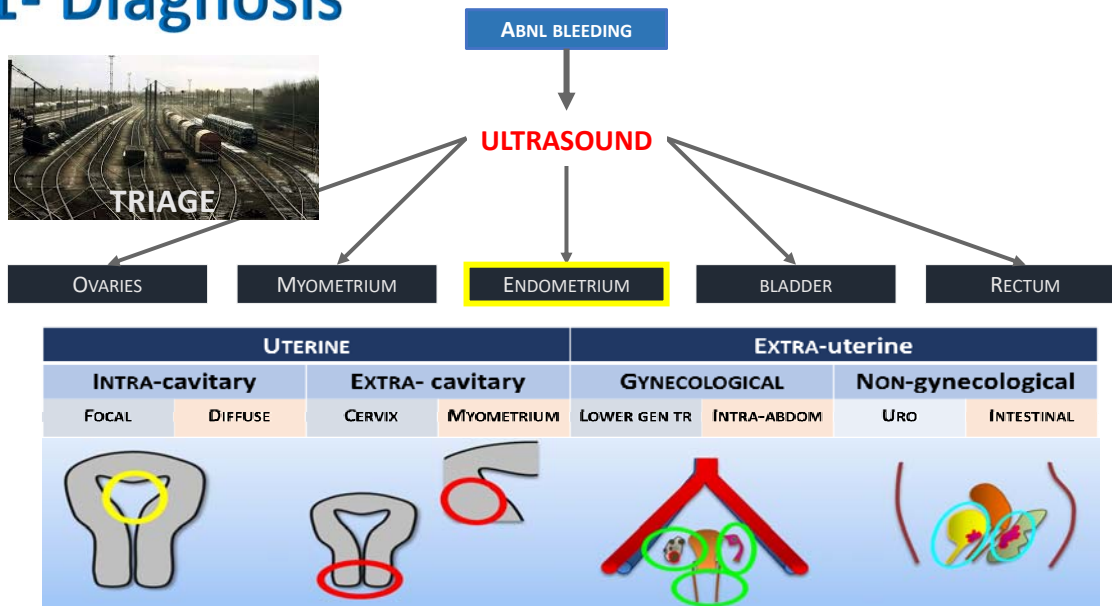 1- Diagnosis
ABNL BLEEDING
ULTRASOUND
TRIAGE
OVARIES
MYOMETRIUM
ENDOMETRIUM
BLADDER
RECTUM
UTERINE
EXTRA-uterine
INTRA-cavitary
EXTRA- cavitary
GYNECOLOGICAL
NON-gynecological
FOCAL
DIFFUSE
CERVIX
MYOMETRIUM
LOWER GEN TR
INTRA-ABDOM
URO
INTESTINAL